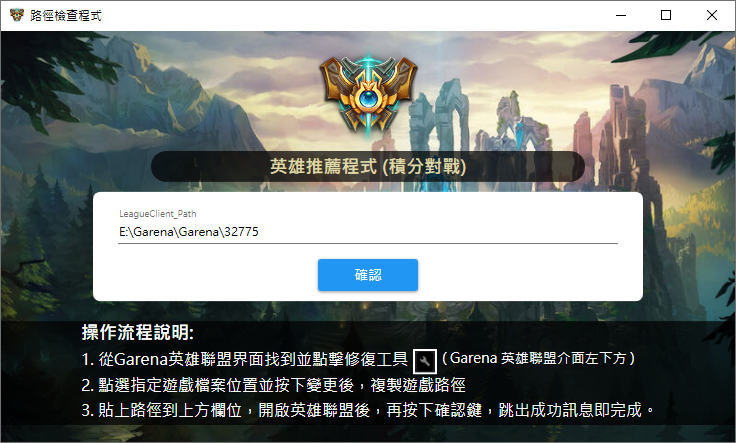 路徑檢查程式
英雄推薦程式 (積分對戰)
LeagueClient_Path
E:\Garena\Garena\32775
確認
操作流程說明:
1. 從Garena英雄聯盟界面找到並點擊修復工具 ( Garena 英雄聯盟介面左下方 )
2. 點選指定遊戲檔案位置並按下變更後，複製遊戲路徑
3. 貼上路徑到上方欄位，開啟英雄聯盟後，再按下確認鍵，跳出成功訊息即完成。